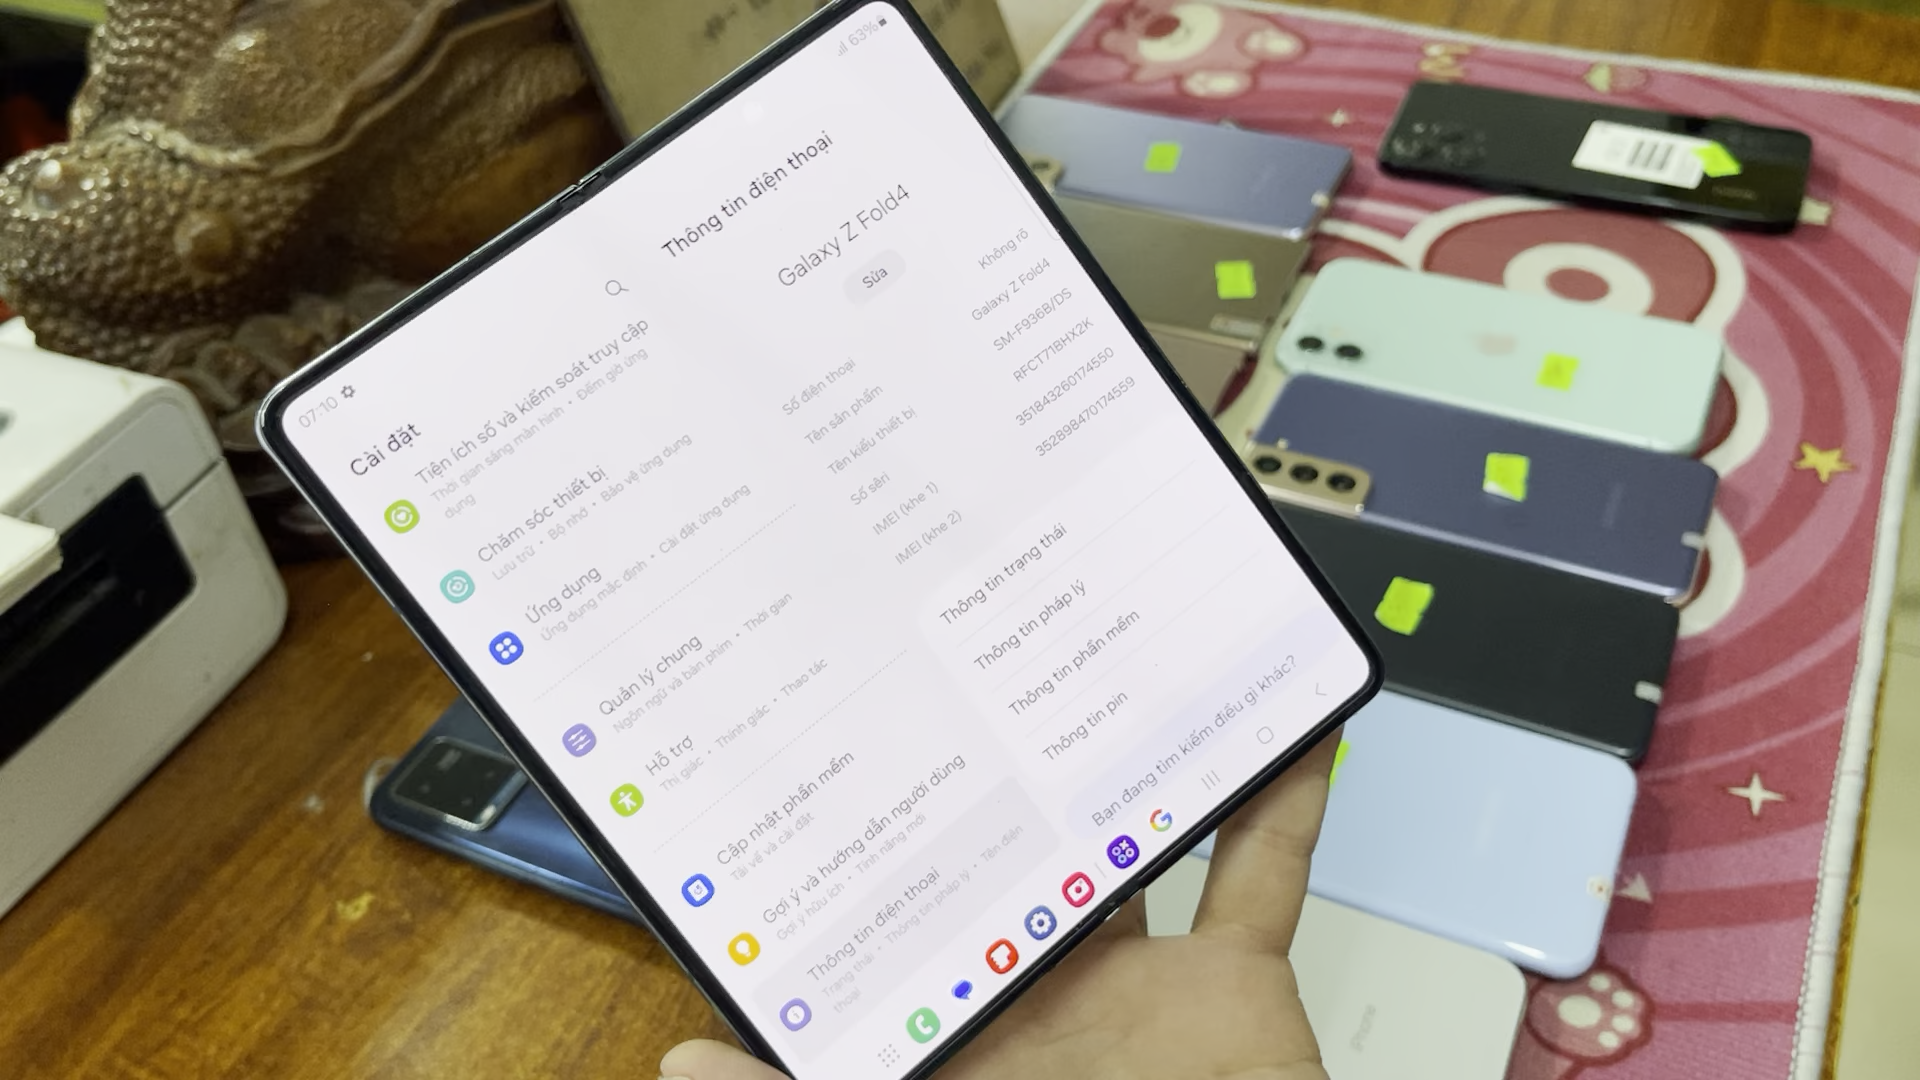 07:10
63%
Cài đặt
Tiện ích số và kiểm soát truy cập
Thời gian sáng màn hình • Đếm giờ ứng
dụng
Chăm sóc thiết bị
Lưu trữ • Bộ nhớ • Bảo vệ ứng dụng
Ứng dụng
Ứng dụng mặc định • Cài đặt ứng dụng
Quản lý chung
Ngôn ngữ và bàn phím • Thời gian
Hỗ trợ
Thị giác • Thính giác • Thao tác
Cập nhật phần mềm
Tải về và cài đặt
Gợi ý và hướng dẫn người dùng
Gợi ý hữu ích • Tính năng mới
Thông tin điện thoại
Trạng thái • Thông tin pháp lý • Tên điện
thoại
Thông tin điện thoại
Galaxy Z Fold4
Sửa
Số điện thoại Không rõ
Tên sản phẩm Galaxy Z Fold4
Tên kiểu thiết bị SM-F936B/DS
Số sêri RFCT71BHX2K
IMEI (khe 1) 351843260174550
IMEI (khe 2) 352898470174559
Thông tin trạng thái
Thông tin pháp lý
Thông tin phần mềm
Thông tin pin
Bạn đang tìm kiếm điều gì khác?
iPhone